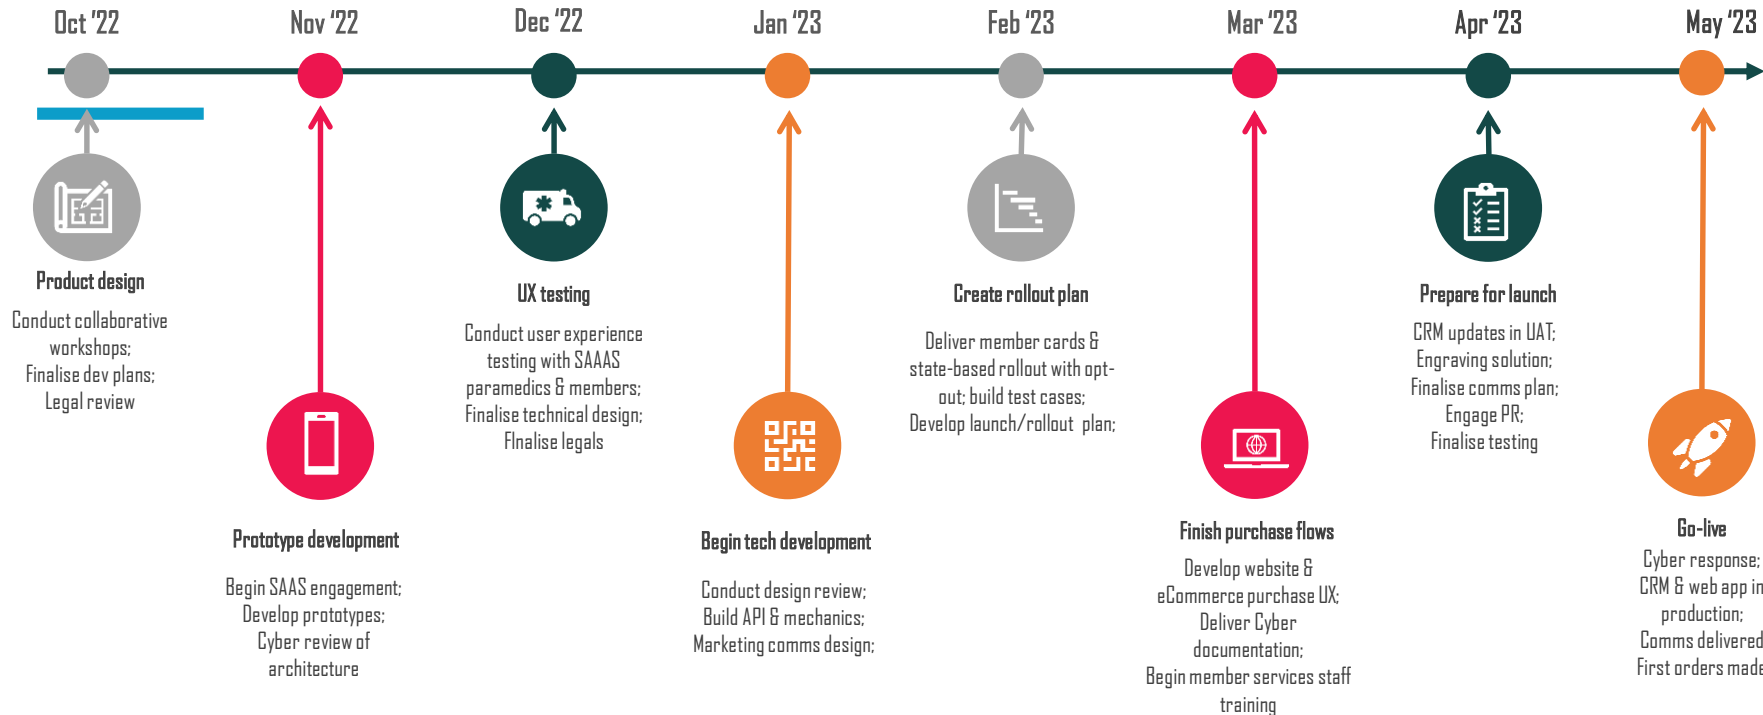 Oct '22
Nov '22
Dec '22
Jan '23
Feb '23
Mar '23
Apr '23
May '23
Product design
Conduct collaborative
workshops;
Finalise dev plans;
Legal review
Prototype development
Begin SAAS engagement;
Develop prototypes;
Cyber review of
architecture
UX testing
Conduct user experience
testing with SAAAS
paramedics & members;
Finalise technical design;
FInalise legals
Begin tech development
Conduct design review;
Build API & mechanics;
Marketing comms design;
Create rollout plan
Deliver member cards &
state-based rollout with opt-
out; build test cases;
Develop launch/rollout plan;
Finish purchase flows
Develop website &
eCommerce purchase UX;
Deliver Cyber
documentation;
Begin member services staff
training
Prepare for launch
CRM updates in UAT;
Engraving solution;
Finalise comms plan;
Engage PR;
Finalise testing
Go-live
Cyber response;
CRM & web app in
production;
Comms delivered
First orders made